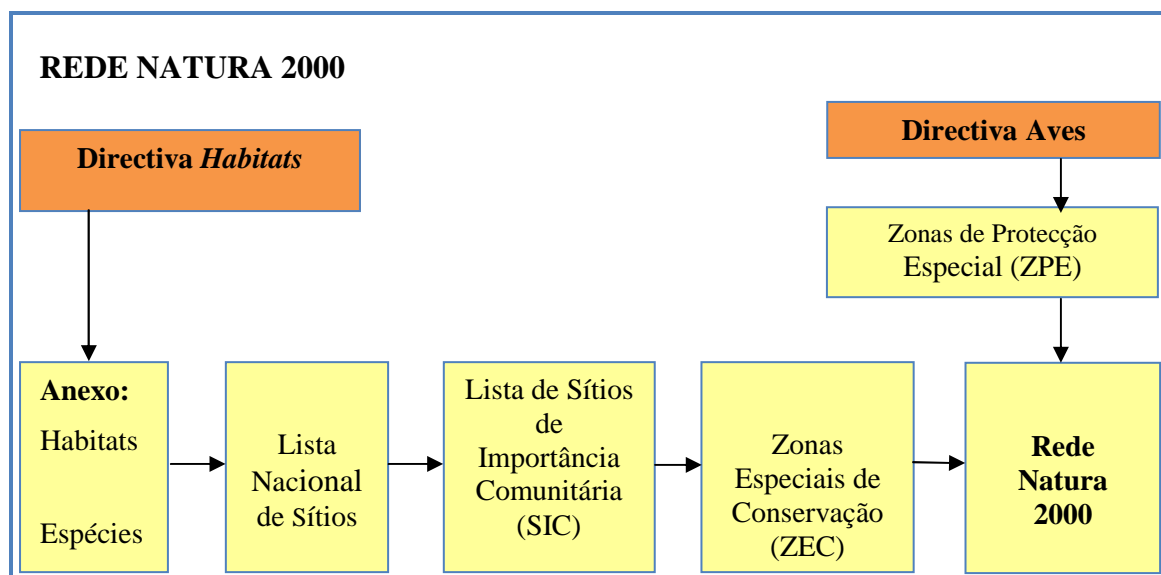 REDE NATURA 2000
Directiva Habitats
Directiva Aves
Zonas de Protecção
Especial (ZPE)
Anexo:
Habitats
Espécies
Lista
Nacional
de Sítios
Lista de Sítios
de
Importância
Comunitária
(SIC)
Zonas
Especiais de
Conservação
(ZEC)
Rede
Natura
2000